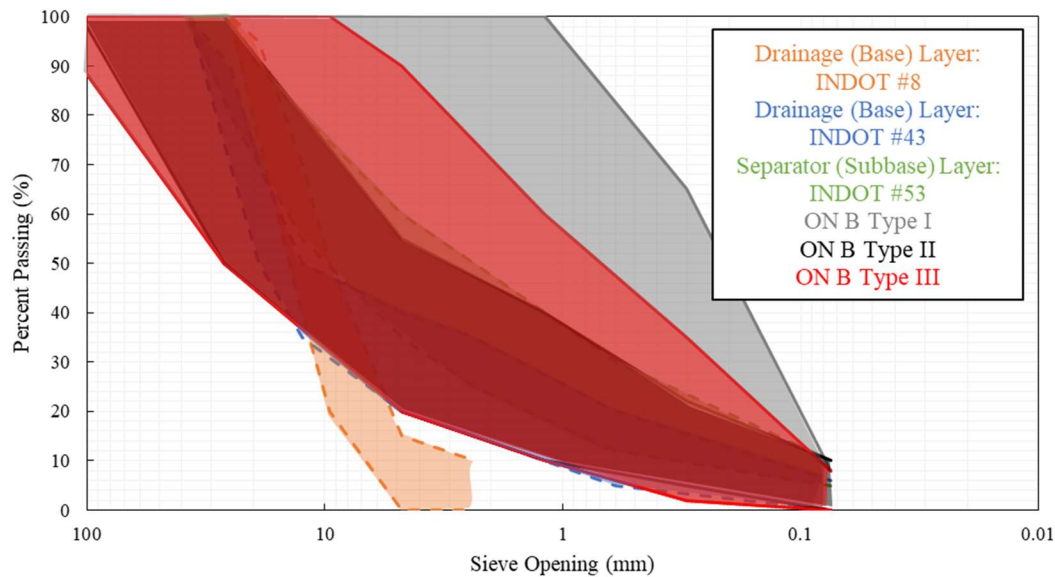 100
90
80
70
60
50
40
30
20
10
0
Percent Passing (%)
100
10
1
0.1
0.01
Sieve Opening (mm)
Drainage (Base) Layer:
INDOT #8
Drainage (Base) Layer:
INDOT #43
Separator (Subbase) Layer:
INDOT #53
ON B Type I
ON B Type II
ON B Type III